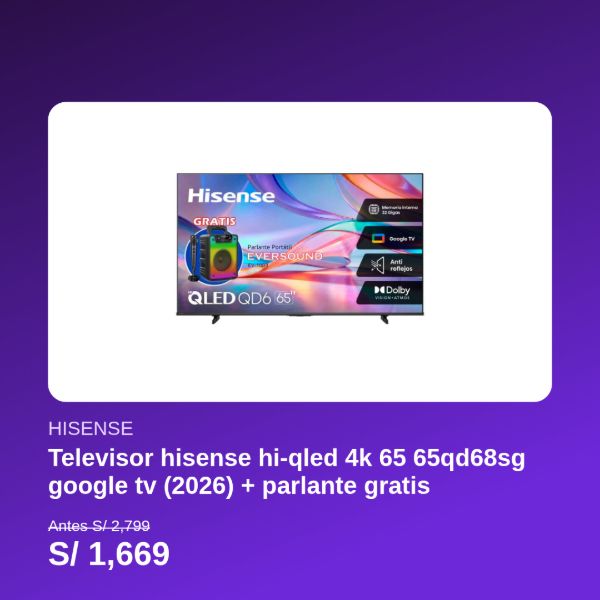 Hisense
GRATIS
Parlante Portátil
EVERSOUND
QLED QD6 65"
Memoria Interna
32 Gigas
Google TV
Anti
reflejos
Dolby
VISION•ATMOS
HISENSE
Televisor hisense hi-qled 4k 65 65qd68sg
google tv (2026) + parlante gratis
Antes S/ 2,799
S/ 1,669